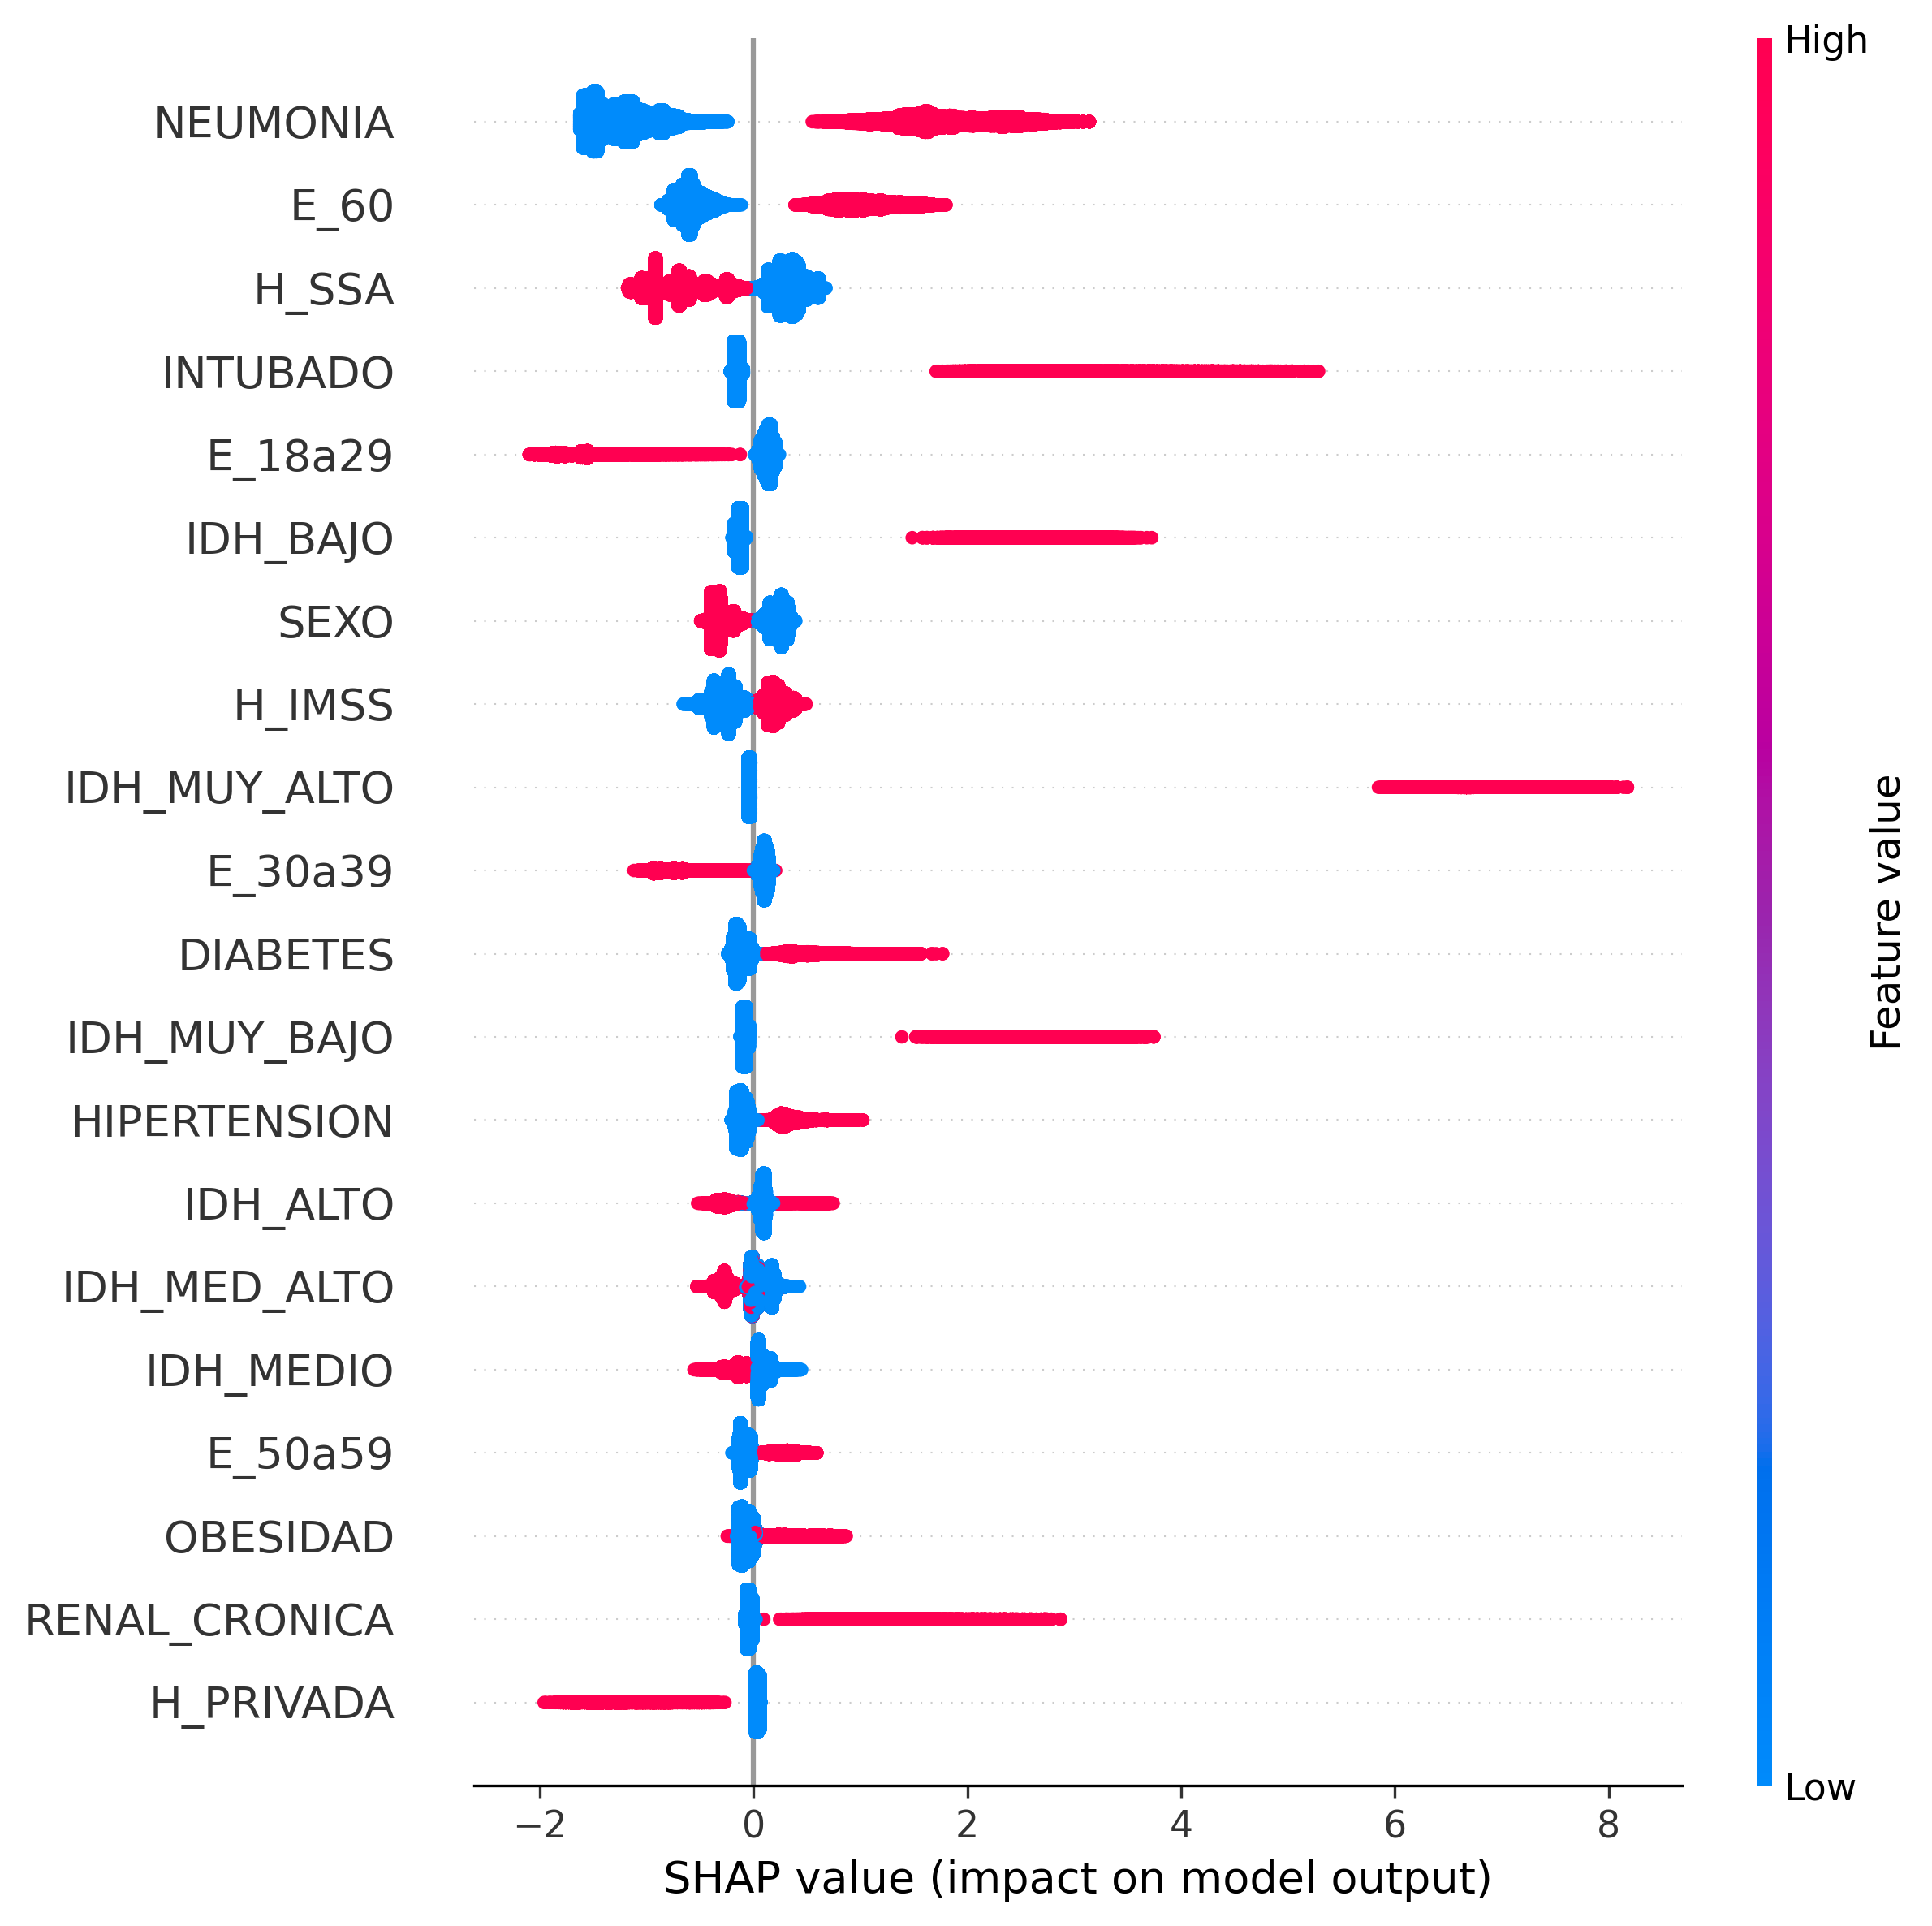 High
NEUMONIA
E_60
H_SSA
INTUBADO
E_18a29
IDH_BAJO
SEXO
H_IMSS
IDH_MUY_ALTO
E_30a39
DIABETES
IDH_MUY_BAJO
HIPERTENSION
IDH_ALTO
IDH_MED_ALTO
IDH_MEDIO
E_50a59
OBESIDAD
RENAL_CRONICA
H_PRIVADA
Feature value
Low
−2 0 2 4 6 8
SHAP value (impact on model output)